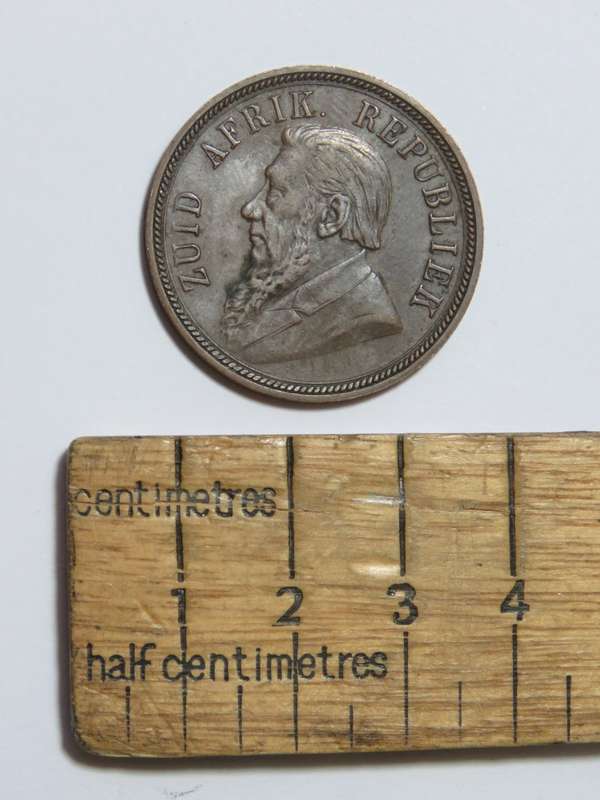 ZUID AFRIK. REPUBLIEK
centimetres
1 2 3 4
half centimetres